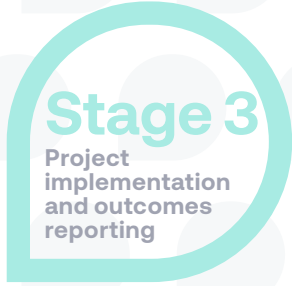 Stage 3
Project
implementation
and outcomes
reporting